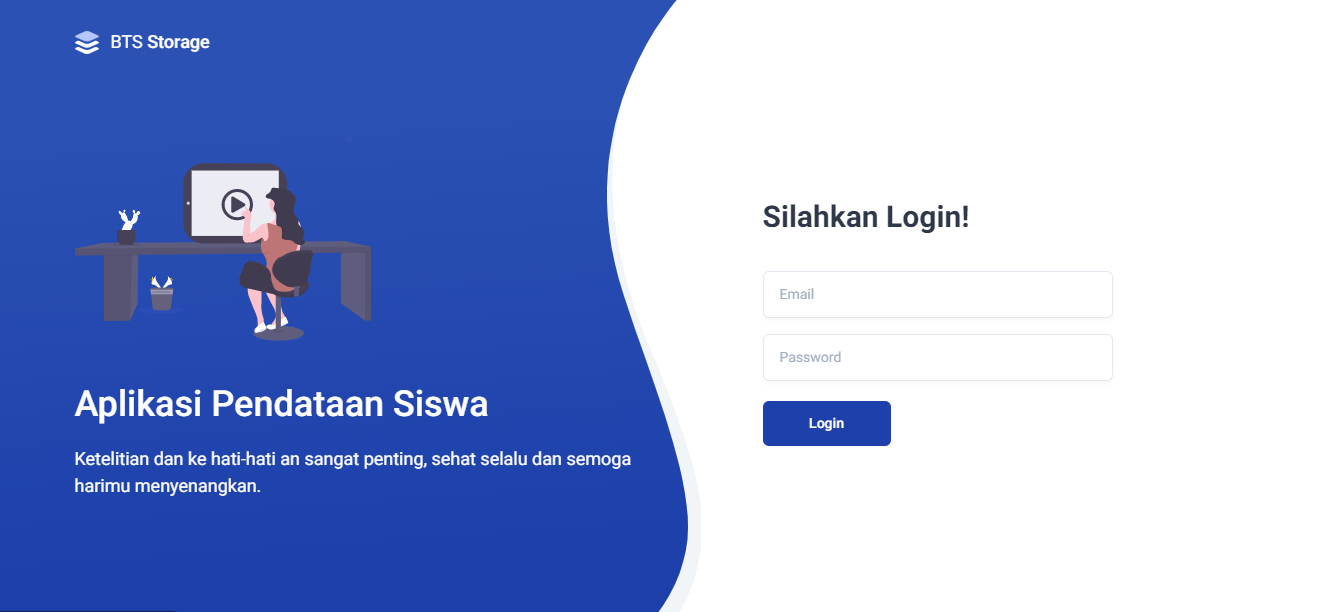 BTS Storage
Silahkan Login!
Email
Password
Login
Aplikasi Pendataan Siswa
Ketelitian dan ke hati-hati an sangat penting, sehat selalu dan semoga
harimu menyenangkan.